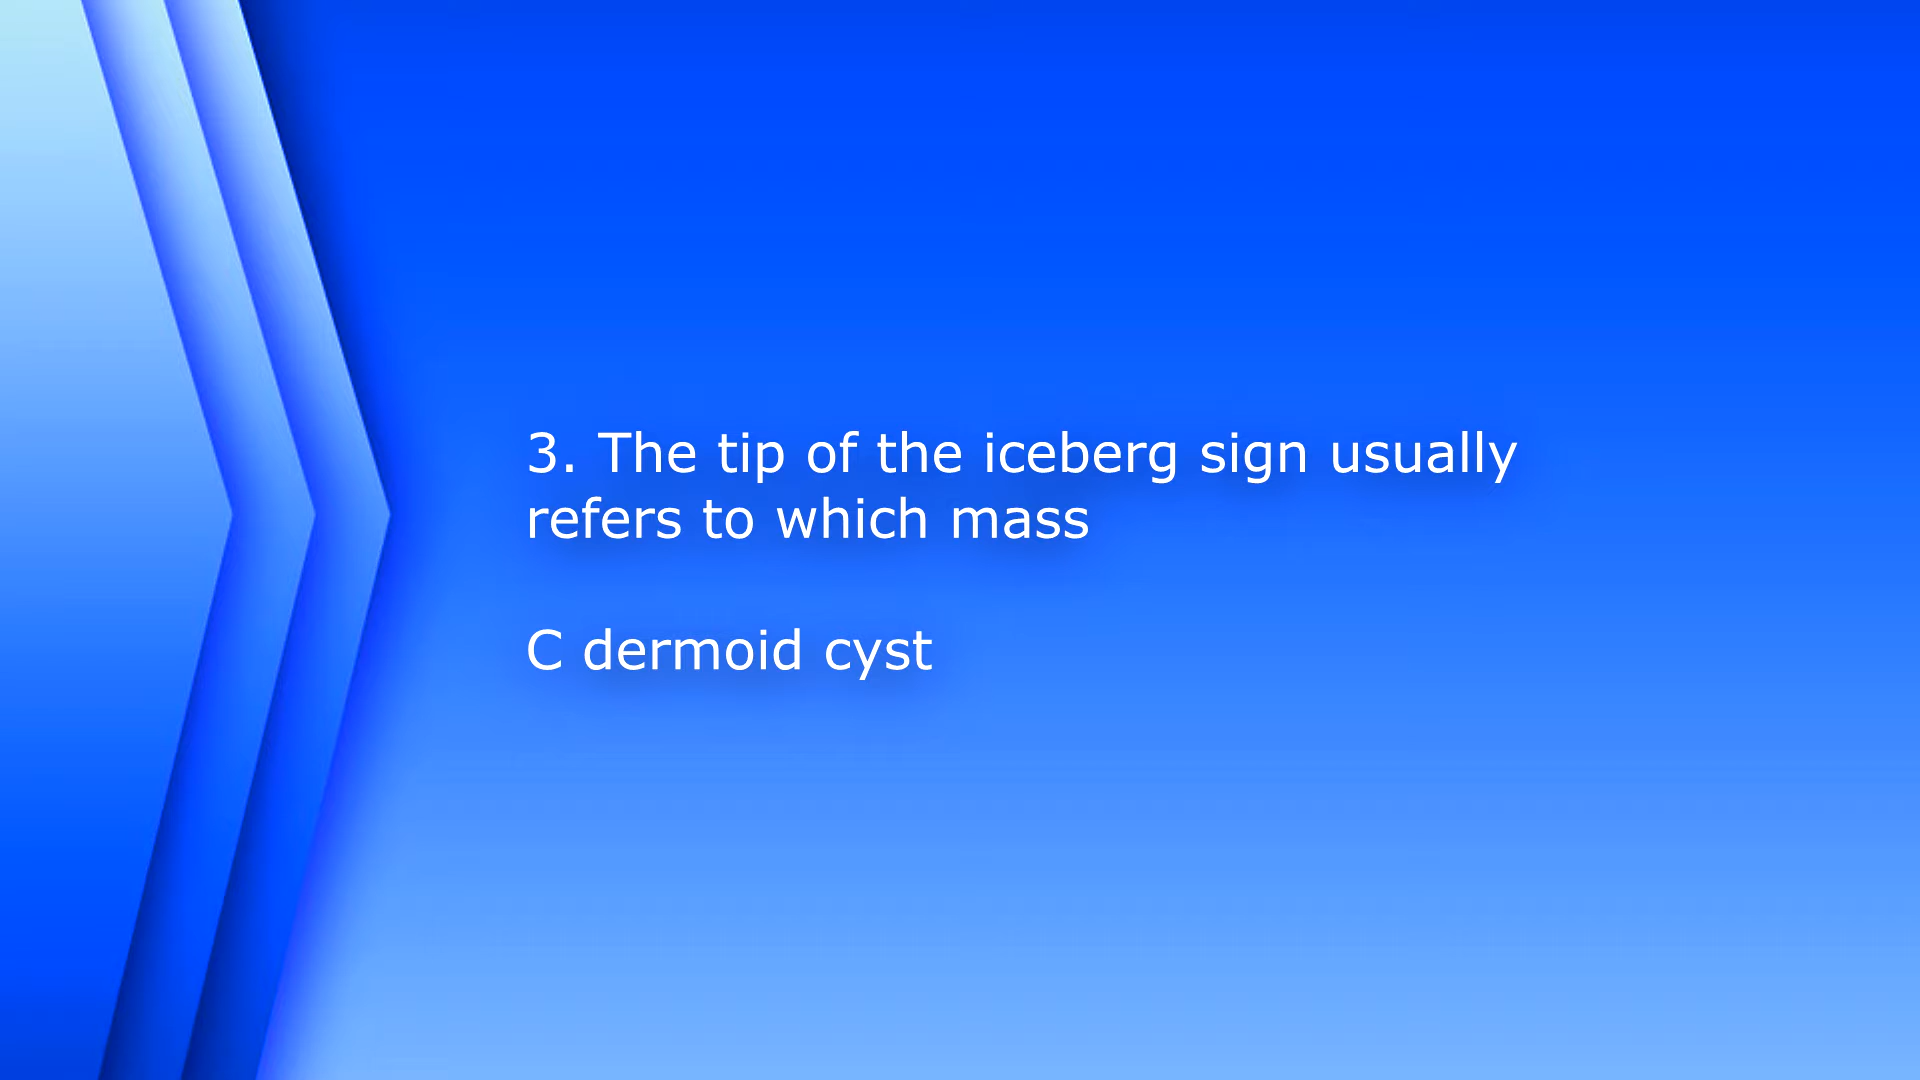 3. The tip of the iceberg sign usually
refers to which mass
C dermoid cyst